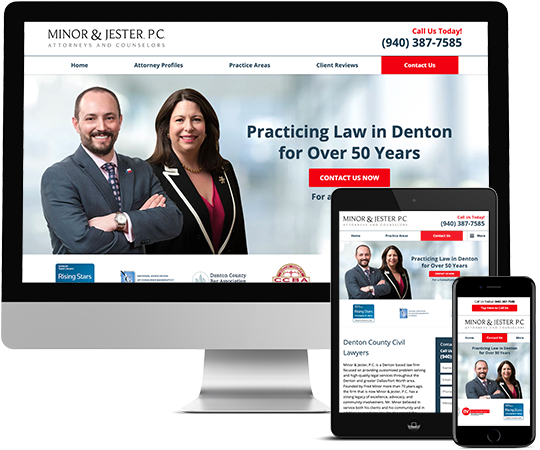 MINOR & JESTER, P.C.
ATTORNEYS AND COUNSELORS
Call Us Today!
(940) 387-7585
Home Attorney Profiles Practice Areas Client Reviews Contact Us
Practicing Law in Denton
for Over 50 Years
CONTACT US NOW
For a
Rising Stars
Denton County
Bar Association
CCBA
MINOR & JESTER, P.C.
ATTORNEYS AND COUNSELORS
Call Us Today!
(940) 387-7585
Home Practice Areas Contact Us More
Practicing Law in Denton
for Over 50 Years
CONTACT US NOW
Rising Stars
Denton County Civil
Lawyers
Minor & Jester, P.C. is a Denton based law firm
focused on providing customized problem solving
and high-quality legal services throughout the
Denton and greater Dallas/Fort Worth area.
Founded by Fred Minor more than 70 years ago,
the firm that is now Minor & Jester, P.C. has a
strong legacy of excellence, advocacy, and
community involvement. Mr. Minor believed in
service both his clients and his community and in
Call Us Today! (940) 387-7585
Tap Here to Call Us
MINOR & JESTER, P.C.
ATTORNEYS AND COUNSELORS
Home Contact Us More
Practicing Law in Denton
for Over 50 Years
CONTACT US NOW
Rising Stars